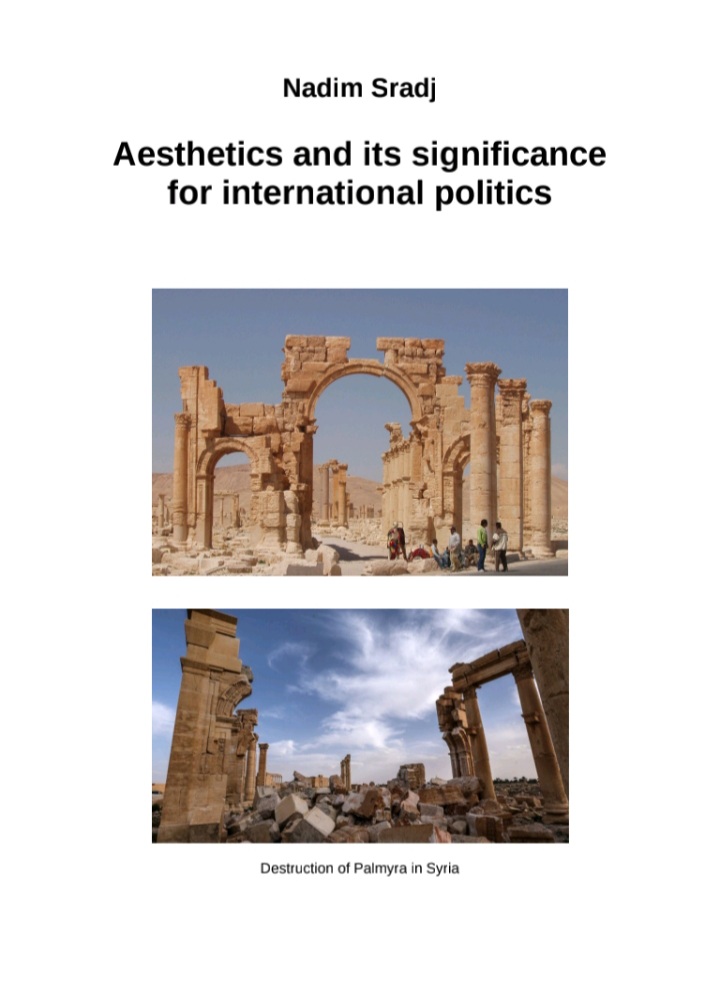 Nadim Sradj
Aesthetics and its significance
for international politics
Destruction of Palmyra in Syria